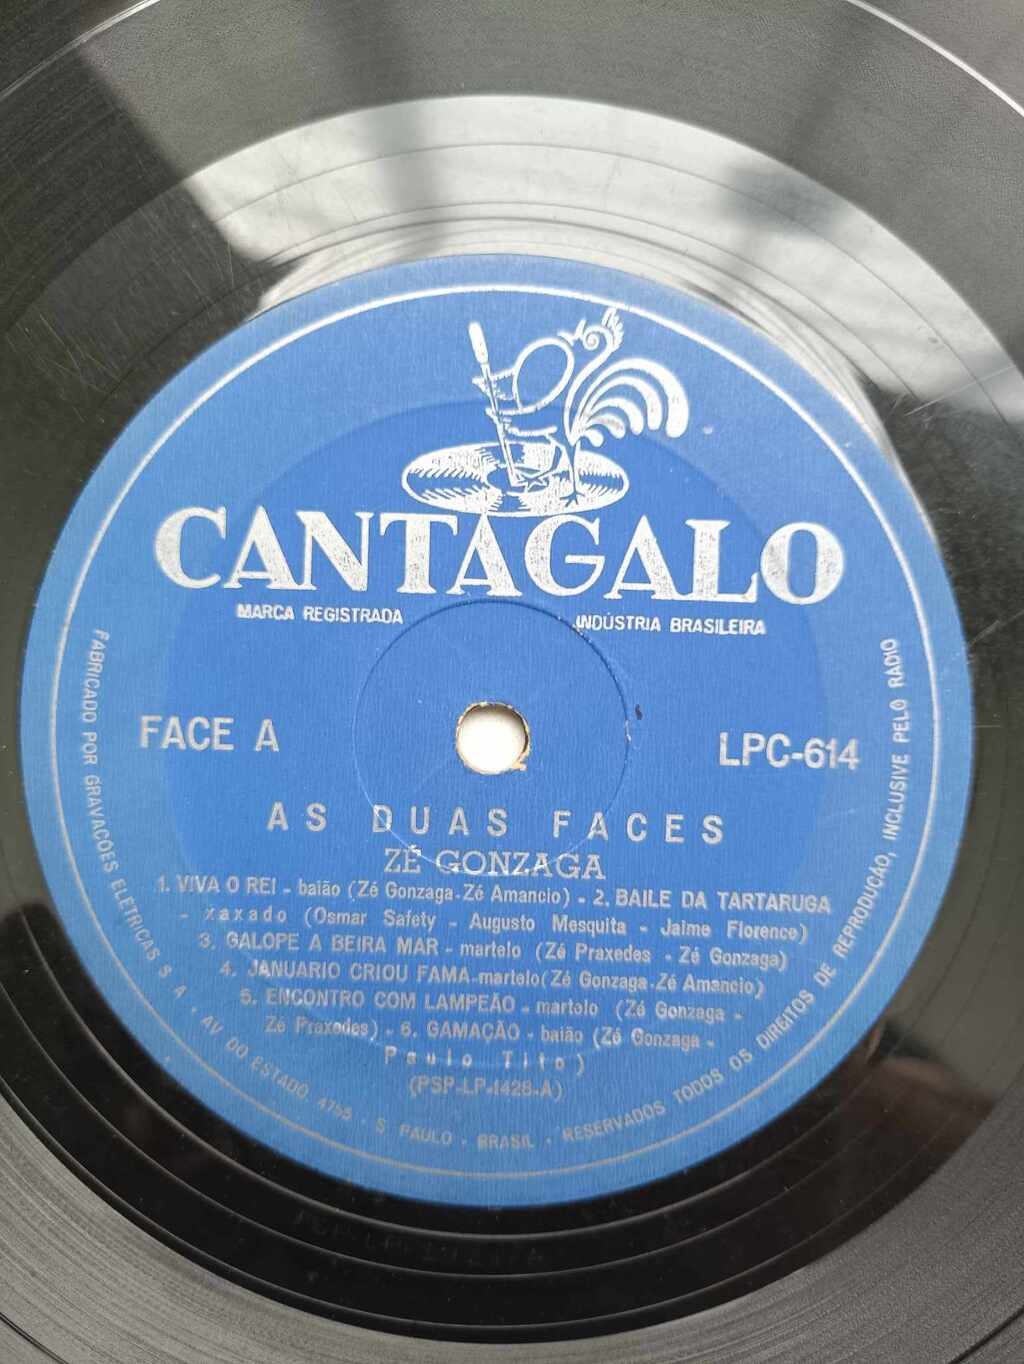 CANTAGALO
MARCA REGISTRADA
INDÚSTRIA BRASILEIRA
FACE A
LPC-614
AS DUAS FACES
ZÉ GONZAGA
1. VIVA O REI - baião (Zé Gonzaga-Zé Amancio) - 2. BAILE DA TARTARUGA
- xaxado (Osmar Safety - Augusto Mesquita - Jaime Florence)
3. GALOPE A BEIRA MAR - martelo (Zé Praxedes - Zé Gonzaga)
4. JANUARIO CRIOU FAMA-martelo(Zé Gonzaga-Zé Amancio)
5. ENCONTRO COM LAMPEÃO - martelo (Zé Gonzaga -
Zé Praxedes) - 6. GAMAÇÃO - baião (Zé Gonzaga -
Paulo Tito)
(PSP-LP-1428-A)
FABRICADO POR GRAVACOES ELETRICAS S A · AV DO ESTADO 4755 · S PAULO · BRASIL · RESERVADOS TODOS OS DIREITOS DE REPRODUCÃO, INCLUSIVE PELO RÁDIO